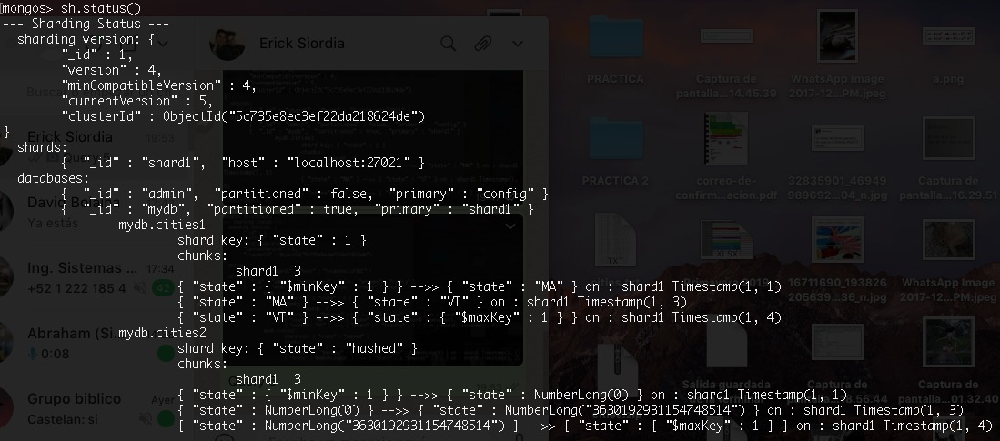 [mongos> sh.status()
--- Sharding Status ---
sharding version: {
"_id" : 1,
"version" : 4,
"minCompatibleVersion" : 4,
"currentVersion" : 5,
"clusterId" : ObjectId("5c735e8ec3ef22da218624de")
}
shards:
{ "_id" : "shard1", "host" : "localhost:27021" }
databases:
{ "_id" : "admin", "partitioned" : false, "primary" : "config" }
{ "_id" : "mydb", "partitioned" : true, "primary" : "shard1" }
mydb.cities1
shard key: { "state" : 1 }
chunks:
shard1 3
{ "state" : { "$minKey" : 1 } } -->> { "state" : "MA" } on : shard1 Timestamp(1, 1)
{ "state" : "MA" } -->> { "state" : "VT" } on : shard1 Timestamp(1, 3)
{ "state" : "VT" } -->> { "state" : { "$maxKey" : 1 } } on : shard1 Timestamp(1, 4)
mydb.cities2
shard key: { "state" : "hashed" }
chunks:
shard1 3
{ "state" : { "$minKey" : 1 } } -->> { "state" : NumberLong(0) } on : shard1 Timestamp(1, 1)
{ "state" : NumberLong(0) } -->> { "state" : NumberLong("3630192931154748514") } on : shard1 Timestamp(1, 3)
{ "state" : NumberLong("3630192931154748514") } -->> { "state" : { "$maxKey" : 1 } } on : shard1 Timestamp(1, 4)
Erick Siordia
Busca
Erick Siordia
19:53
David
Ya estás
Ing. Sistemas ...
17:34
+52 1 222 185 4
42
Abraham (Si...
0:08
Grupo biblico
Ayer
Castelan: si
PRACTICA
Captura de
pantalla...14.45.39
WhatsApp Image
2017-12...PM.jpeg
a.png
PRACTICA 2
correo-de-
confirm...on.pdf
32835901_46949
989692..._04_n.jpg
Captura de
pantalla...16.29.51
TXT
16711690_193826
205639...36_n.jpg
WhatsApp Image
2017-12...PM.jpeg
Salida guardada
Captura de
Captura de